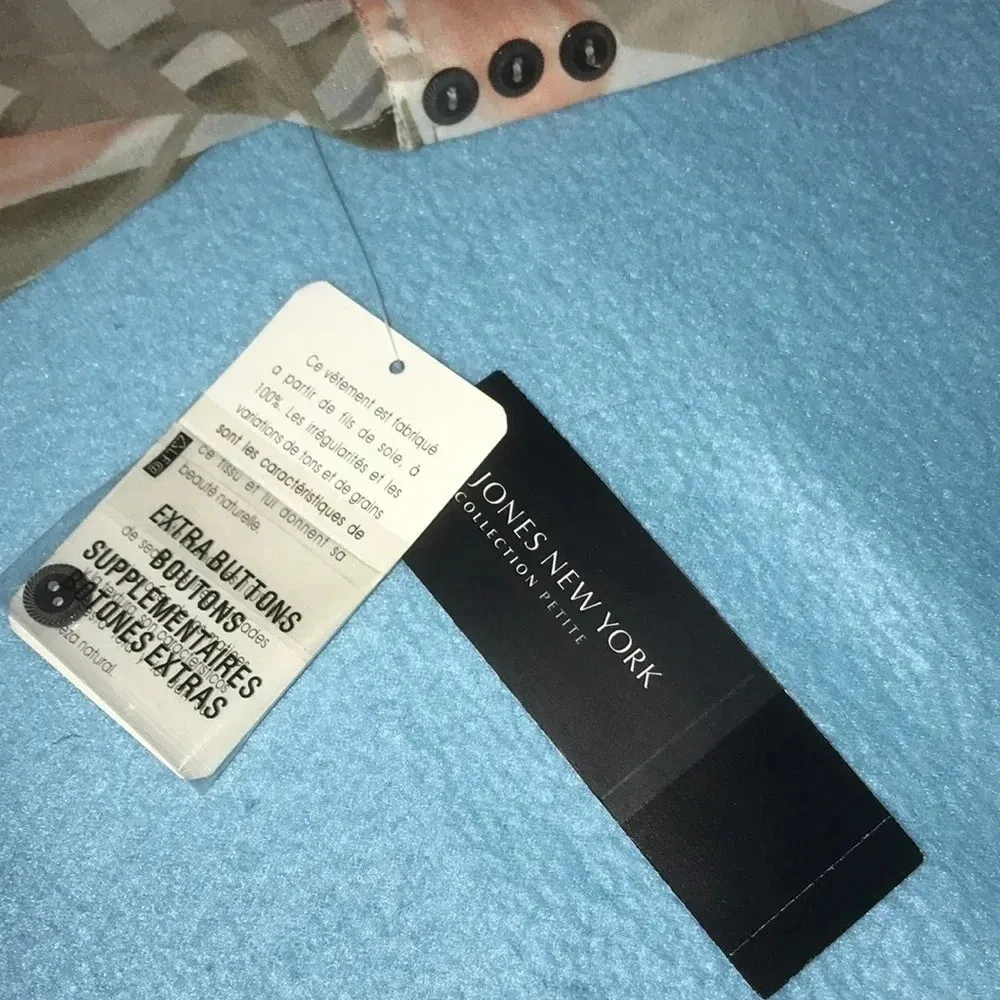 Ce vêtement est fabriqué
a partir de fils de soie, à
100%. Les irrégularités et les
variations de tons et de grains
sont les caractéristiques de
ce tissu et lui donnent sa
beauté naturelle.
EXTRA BUTTONS
BOUTONS
SUPPLÉMENTAIRES
BOTONES EXTRAS
natural.
JONES NEW YORK
COLLECTION PETITE